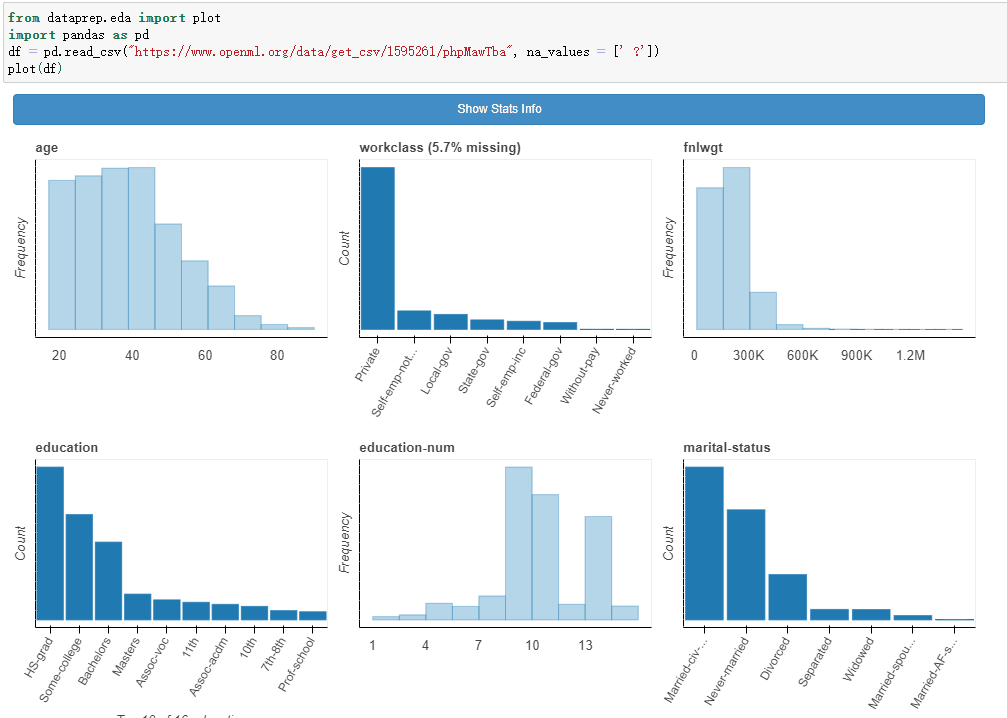 from dataprep.eda import plot
import pandas as pd
df = pd.read_csv("https://www.openml.org/data/get_csv/1595261/phpMawTba", na_values = [' ?'])
plot(df)
Show Stats Info
age
Frequency
20 40 60 80
workclass (5.7% missing)
Count
Private
Self-emp-not...
Local-gov
State-gov
Self-emp-inc
Federal-gov
Without-pay
Never-worked
fnlwgt
Frequency
0 300K 600K 900K 1.2M
education
Count
HS-grad
Some-college
Bachelors
Masters
Assoc-voc
11th
Assoc-acdm
10th
7th-8th
Prof-school
education-num
Frequency
1 4 7 10 13
marital-status
Count
Married-civ-...
Never-married
Divorced
Separated
Widowed
Married-spou...
Married-AF-s...